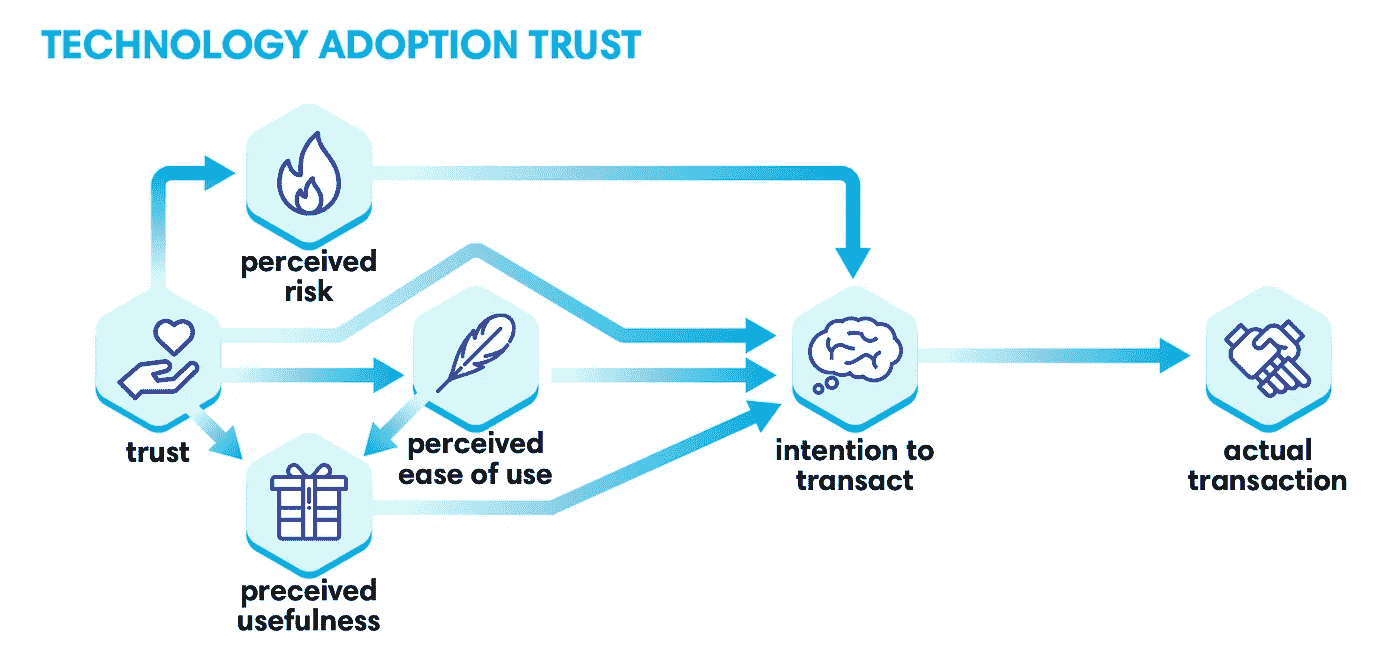 TECHNOLOGY ADOPTION TRUST
perceived
risk
trust
perceived
ease of use
preceived
usefulness
intention to
transact
actual
transaction